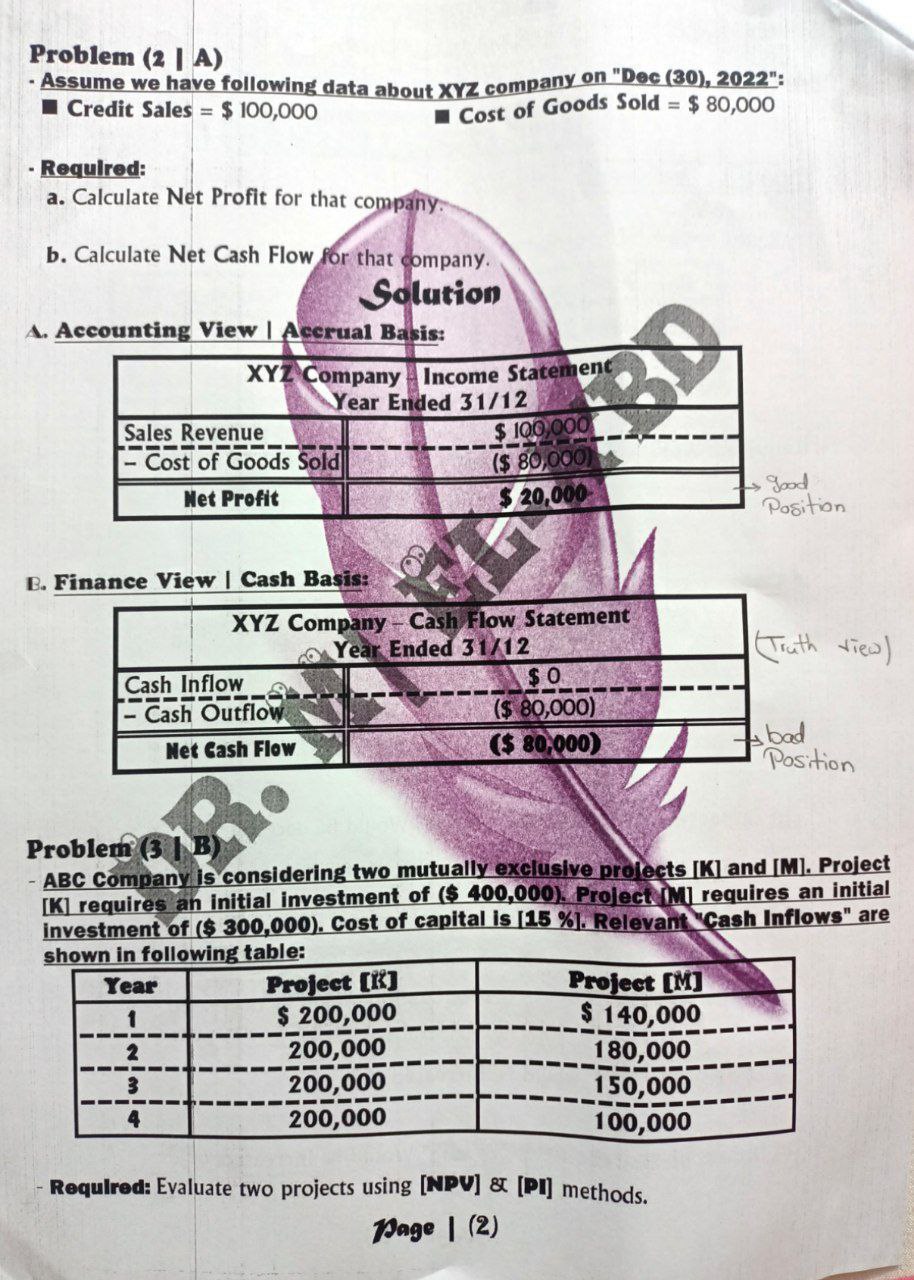 Problem (2 | A)
- Assume we have following data about XYZ company on "Dec (30), 2022":
■ Credit Sales = $ 100,000 ■ Cost of Goods Sold = $ 80,000
- Required:
a. Calculate Net Profit for that company.
b. Calculate Net Cash Flow for that company.
Solution
A. Accounting View | Accrual Basis:
XYZ Company - Income Statement
Year Ended 31/12
Sales Revenue $ 100,000
- Cost of Goods Sold ($ 80,000)
Net Profit $ 20,000
→ good
Position
B. Finance View | Cash Basis:
XYZ Company - Cash Flow Statement
Year Ended 31/12
(Truth view)
Cash Inflow $ 0
- Cash Outflow ($ 80,000)
Net Cash Flow ($ 80,000)
→ bad
Position
Problem (3 | B)
- ABC Company is considering two mutually exclusive projects [K] and [M]. Project
[K] requires an initial investment of ($ 400,000). Project [M] requires an initial
investment of ($ 300,000). Cost of capital is [15 %]. Relevant "Cash Inflows" are
shown in following table:
Year Project [K] Project [M]
1 $ 200,000 $ 140,000
2 200,000 180,000
3 200,000 150,000
4 200,000 100,000
- Required: Evaluate two projects using [NPV] & [PI] methods.
Page | (2)
DR. M